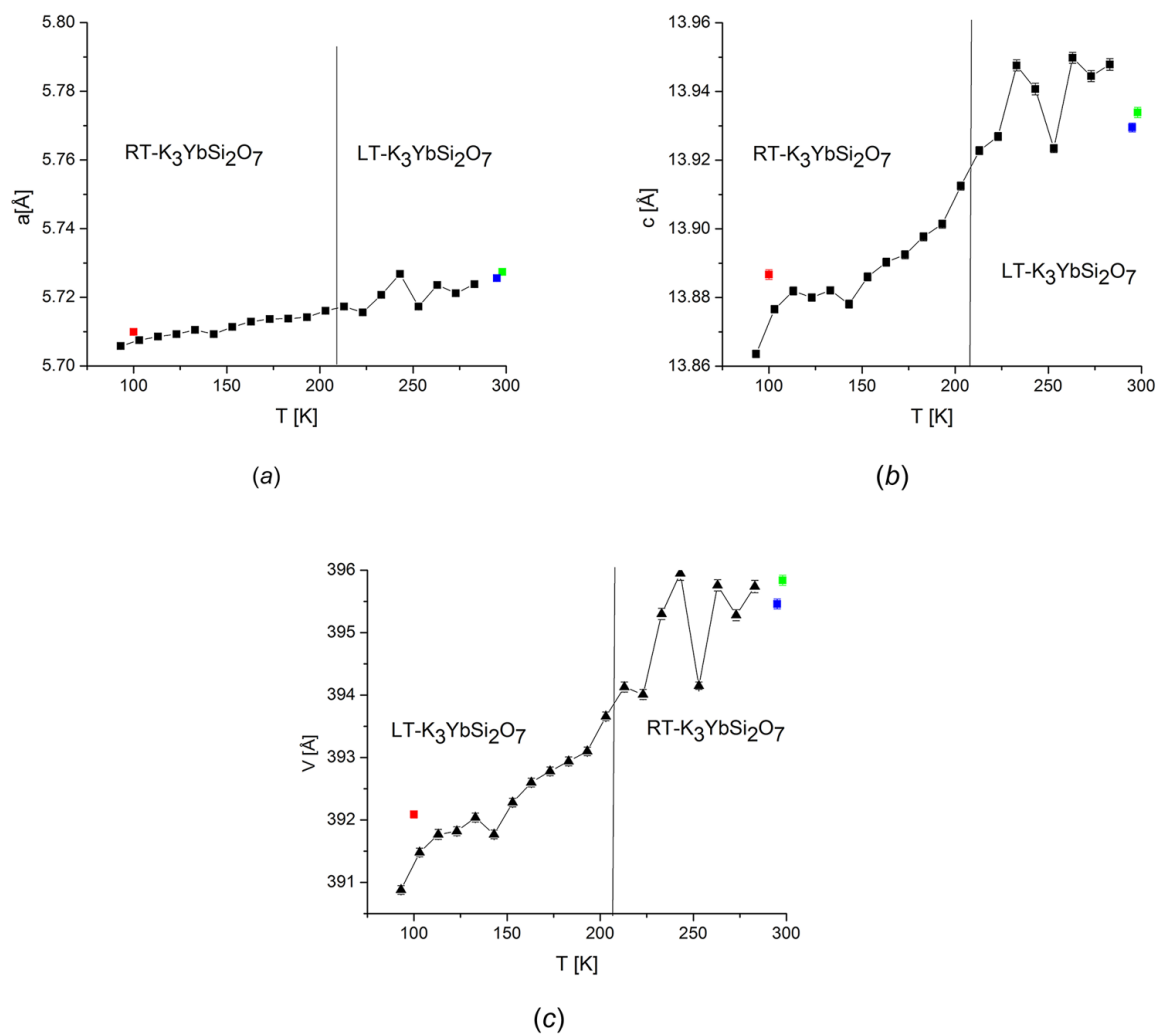 5.80
5.78
5.76
5.74
5.72
5.70
a[Å]
RT-K₃YbSi₂O₇
LT-K₃YbSi₂O₇
100 150 200 250 300
T [K]
(a)
13.96
13.94
13.92
13.90
13.88
13.86
c [Å]
RT-K₃YbSi₂O₇
LT-K₃YbSi₂O₇
100 150 200 250 300
T [K]
(b)
396
395
394
393
392
391
V [Å]
LT-K₃YbSi₂O₇
RT-K₃YbSi₂O₇
100 150 200 250 300
T [K]
(c)